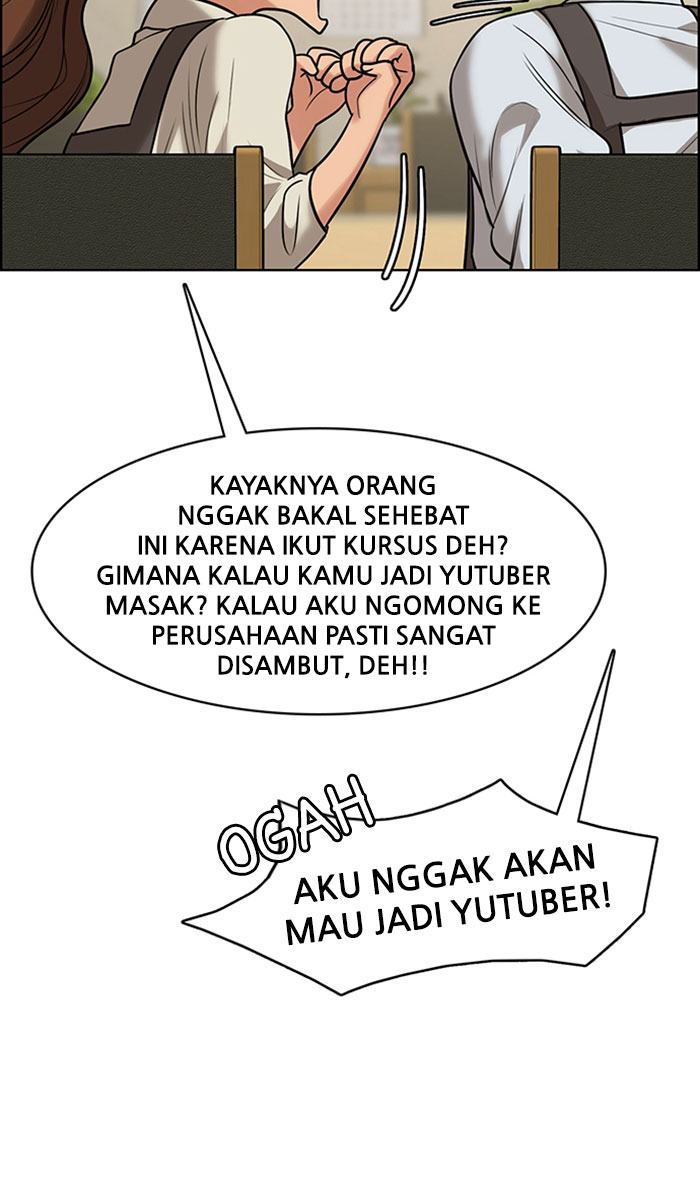 KAYAKNYA ORANG
NGGAK BAKAL SEHEBAT
INI KARENA IKUT KURSUS DEH?
GIMANA KALAU KAMU JADI YUTUBER
MASAK? KALAU AKU NGOMONG KE
PERUSAHAAN PASTI SANGAT
DISAMBUT, DEH!!
OGAH
AKU NGGAK AKAN
MAU JADI YUTUBER!